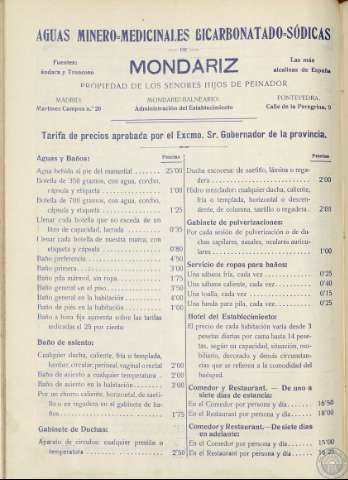 AGUAS MINERO-MEDICINALES BICARBONATADO-SÓDICAS
DE
MONDARIZ
Fuentes:
Gándara y Troncoso
Las más
alcalinas de España
PROPIEDAD DE LOS SEÑORES HIJOS DE PEINADOR
MADRID:
Martínez Campos n.º 20
MONDARIZ-BALNEARIO:
Administración del Establecimiento
PONTEVEDRA:
Calle de la Peregrina, 9
Tarifa de precios aprobada por el Excmo. Sr. Gobernador de la provincia.
Aguas y Baños: Pesetas
Agua bebida al pie del manantial 25'00
Botella de 350 gramos, con agua, corcho,
cápsula y etiqueta 1'00
Botella de 700 gramos, con agua, corcho,
cápsula y etiqueta 1'25
Llenar cada botella que no exceda de un
litro de capacidad, lacrada 0'35
Llenar cada botella de nuestra marca, con
etiqueta 0'80
Baño preferente 4'50
Baño primera 3'00
Baño pila mármol, sin ropa 1'75
Baño general en el piso 3'50
Baño general en la habitación 4'00
Baño de pies en la habitación 1'00
Baño a hora fija aumento sobre las tarifas
indicadas el 25 por ciento
Baño de asiento:
Cualquier ducha, caliente, fría o templada,
lumbar, circular, perineal, vaginal o rectal 2'00
Baño de asiento a cualquier temperatura 2'00
Baño de asiento en la habitación 2'00
Por un chorro caliente, horizontal, de sartillo
o en regadera en el gabinete de baños
1'75
Gabinete de Duchas:
Aparato de círculos: cualquier presión o
temperatura 2'50
Pesetas
Ducha escocesa: de sartillo, lámina o regadera
2'00
Hidro mezclador: cualquier ducha, caliente,
fría o templada, horizontal o descendente,
de columna, sartillo o regadera 2'00
Gabinete de pulverizaciones:
Por cada sesión de pulverización o de duchas
capilares, nasales, oculares auriculares
1'00
Servicio de ropas para baños:
Una sábana fría, cada vez 0'25
Una sábana caliente, cada vez 0'40
Una toalla, cada vez 0'15
Una banda para pila, cada vez 0'25
Hotel del Establecimiento:
El precio de cada habitación varía desde 3
pesetas diarias por cama hasta 14 pesetas,
según su capacidad, situación, mobiliario,
decorado y demás circunstancias
que se refieren a la comodidad del
huésped.
Comedor y Restaurant. — De uno a
siete días de estancia:
En el Comedor por persona y día 16'50
En el Restaurant por persona y día 18'00
Comedor y Restaurant. — De siete días
en adelante:
En el Comedor por persona y día 15'00
En el Restaurant por persona y día